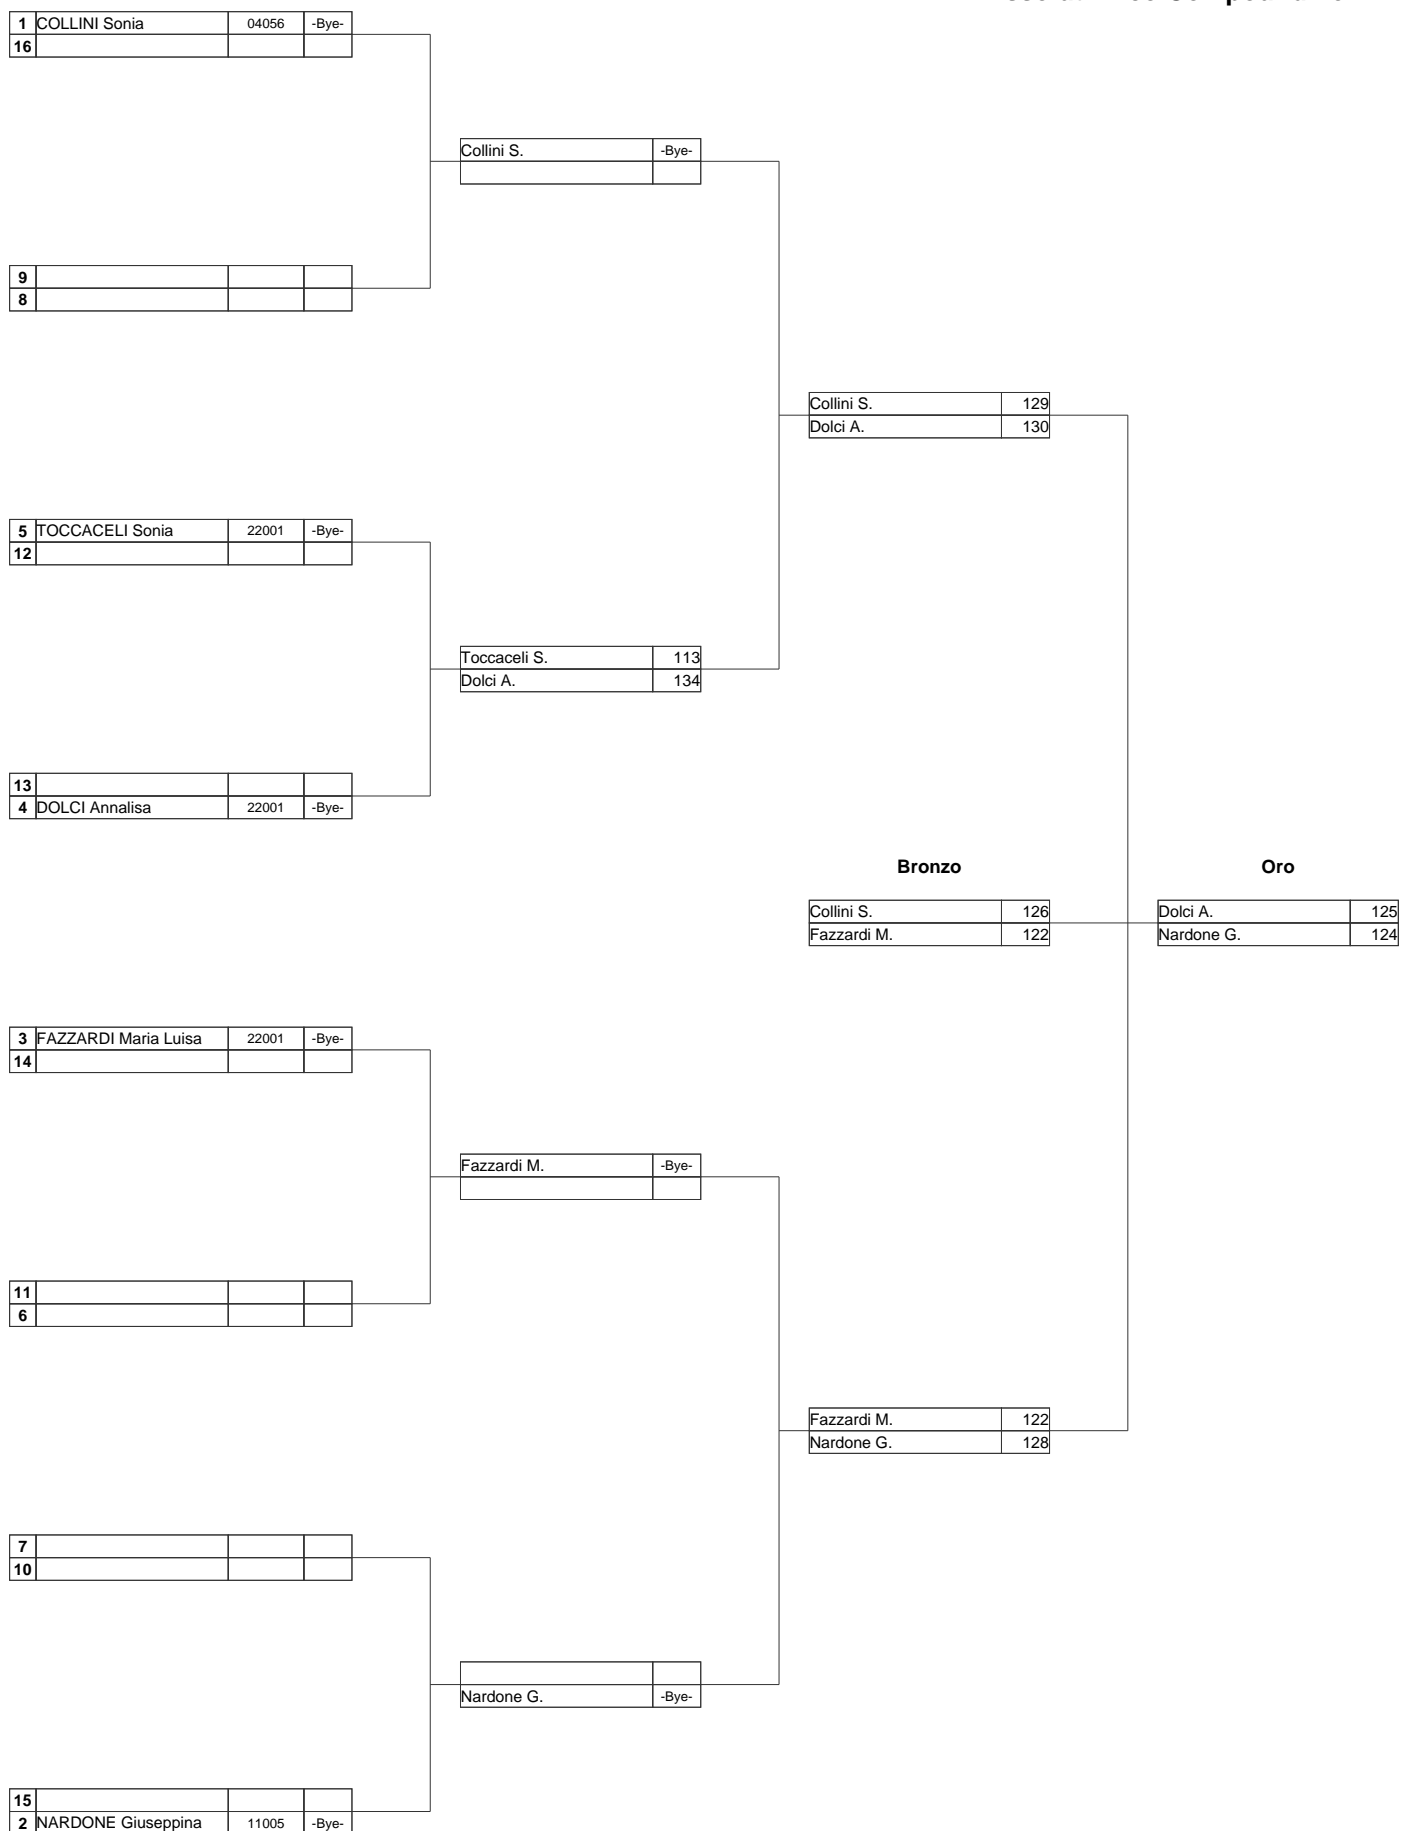 1 COLLINI Sonia 04056 -Bye-
16
Collini S. -Bye-
9
8
Collini S. 129
Dolci A. 130
5 TOCCACELI Sonia 22001 -Bye-
12
Toccaceli S. 113
Dolci A. 134
13
4 DOLCI Annalisa 22001 -Bye-
Bronzo Oro
Collini S. 126 Dolci A. 125
Fazzardi M. 122 Nardone G. 124
3 FAZZARDI Maria Luisa 22001 -Bye-
14
Fazzardi M. -Bye-
11
6
Fazzardi M. 122
Nardone G. 128
7
10
Nardone G. -Bye-
15
2 NARDONE Giuseppina 11005 -Bye-